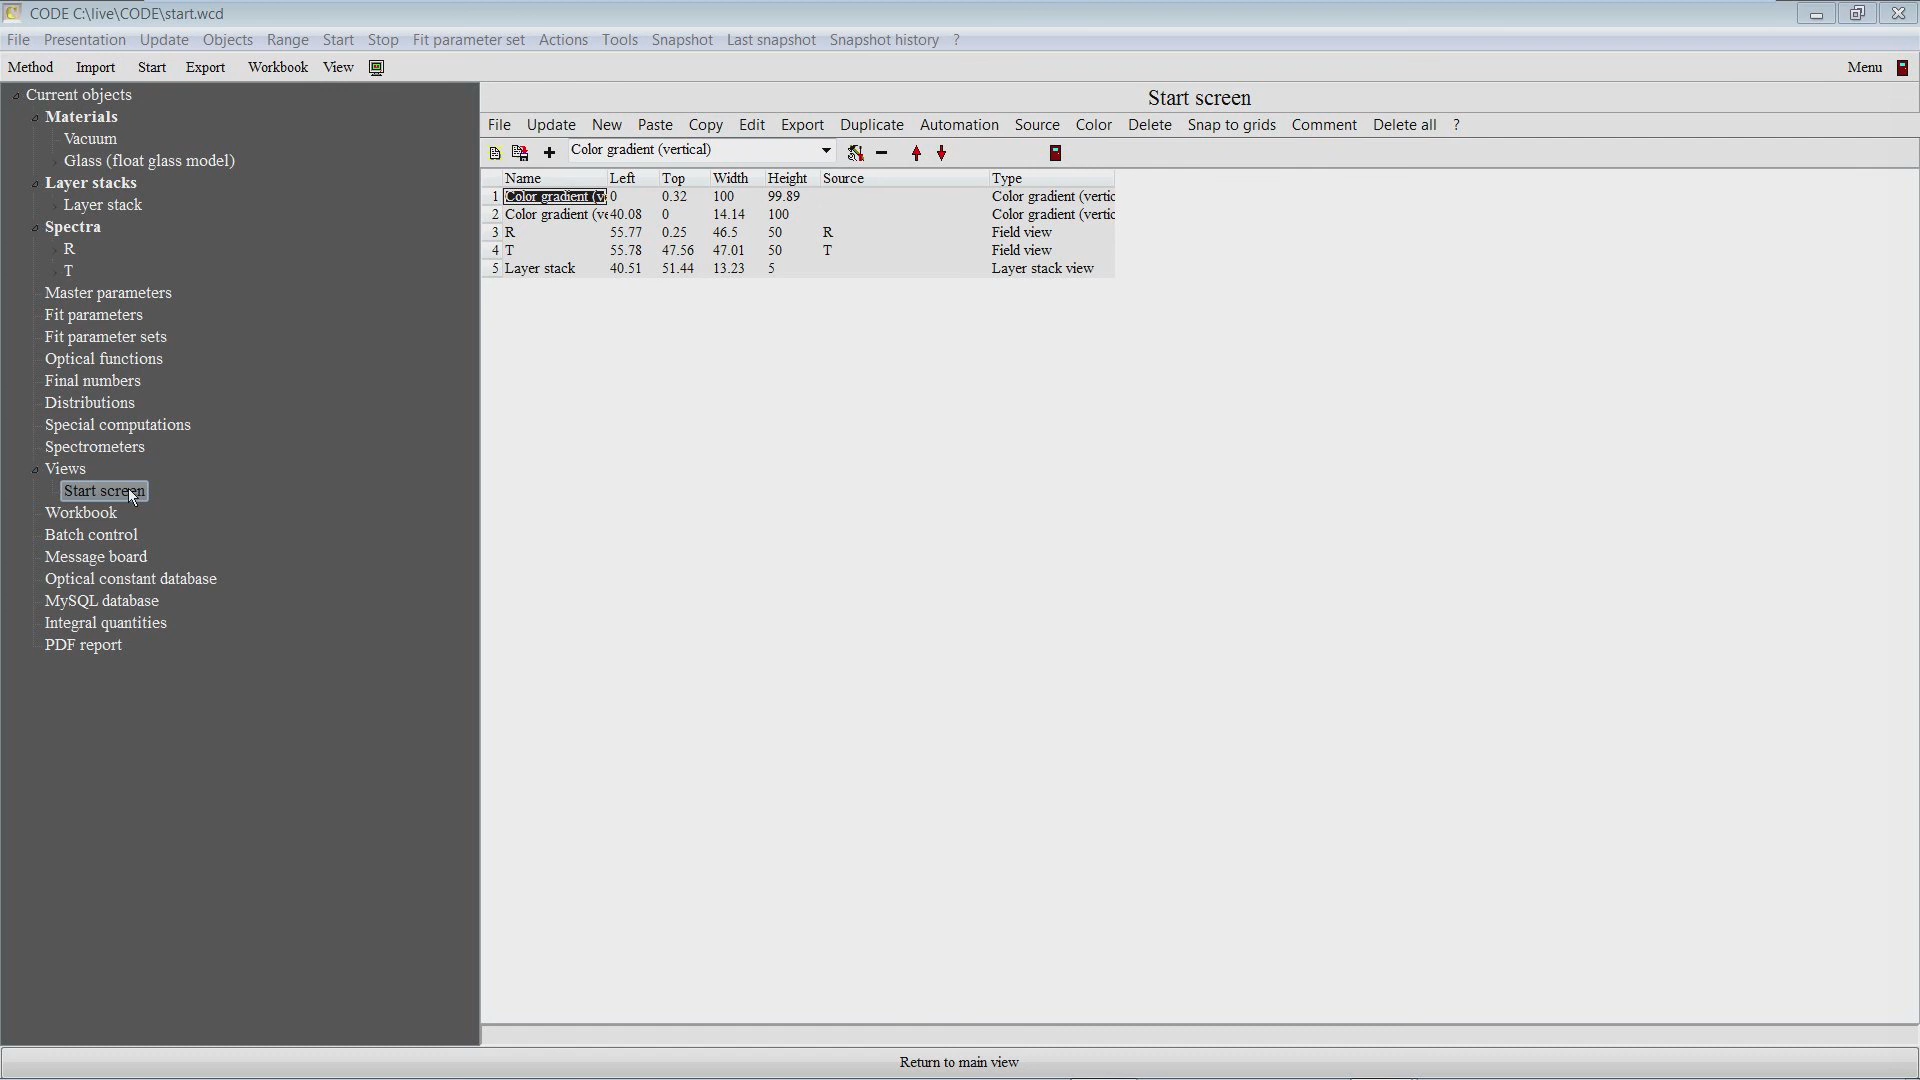 CODE C:\live\CODE\start.wcd
File Presentation Update Objects Range Start Stop Fit parameter set Actions Tools Snapshot Last snapshot Snapshot history ?
Method Import Start Export Workbook View Menu
Current objects
Materials
Vacuum
Glass (float glass model)
Layer stacks
Layer stack
Spectra
R
T
Master parameters
Fit parameters
Fit parameter sets
Optical functions
Final numbers
Distributions
Special computations
Spectrometers
Views
Start screen
Workbook
Batch control
Message board
Optical constant database
MySQL database
Integral quantities
PDF report
Start screen
File Update New Paste Copy Edit Export Duplicate Automation Source Color Delete Snap to grids Comment Delete all ?
Color gradient (vertical)
Name Left Top Width Height Source Type
1 Color gradient (v 0 0.32 100 99.89 Color gradient (vertic
2 Color gradient (ve 40.08 0 14.14 100 Color gradient (vertic
3 R 55.77 0.25 46.5 50 R Field view
4 T 55.78 47.56 47.01 50 T Field view
5 Layer stack 40.51 51.44 13.23 5 Layer stack view
Return to main view